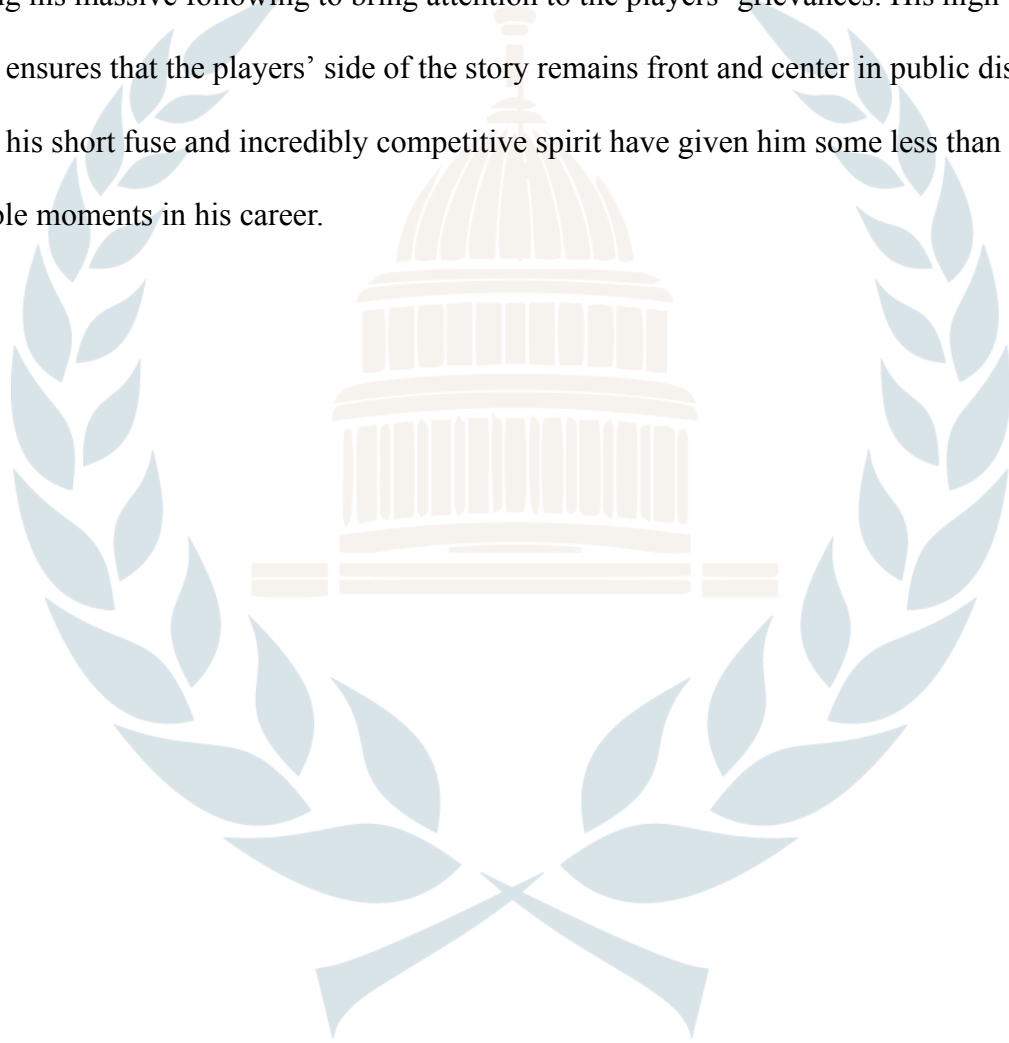 his massive following to bring attention to the players’ grievances. His high
ensures that the players’ side of the story remains front and center in public
his short fuse and incredibly competitive spirit have given him some less than
moments in his career.